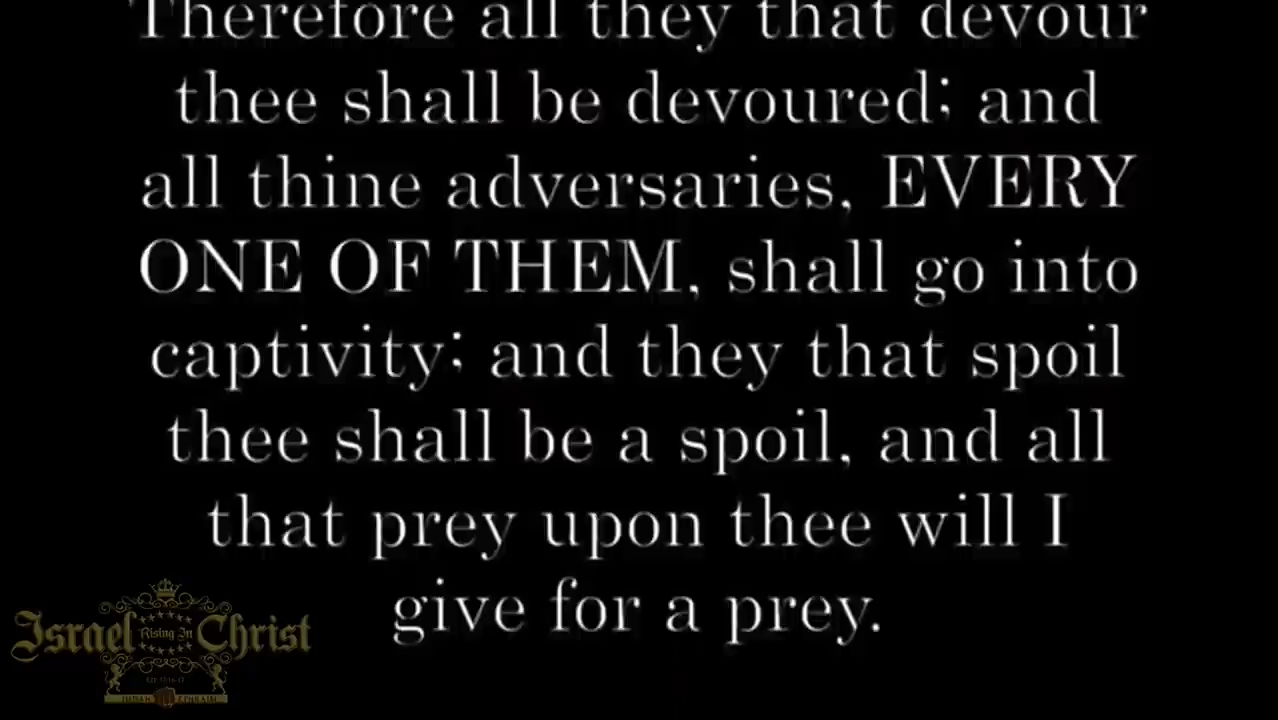 Therefore all they that devour
thee shall be devoured; and
all thine adversaries, EVERY
ONE OF THEM, shall go into
captivity; and they that spoil
thee shall be a spoil, and all
that prey upon thee will I
give for a prey.
Israel Rising In Christ
JUDAH EPHRAIM